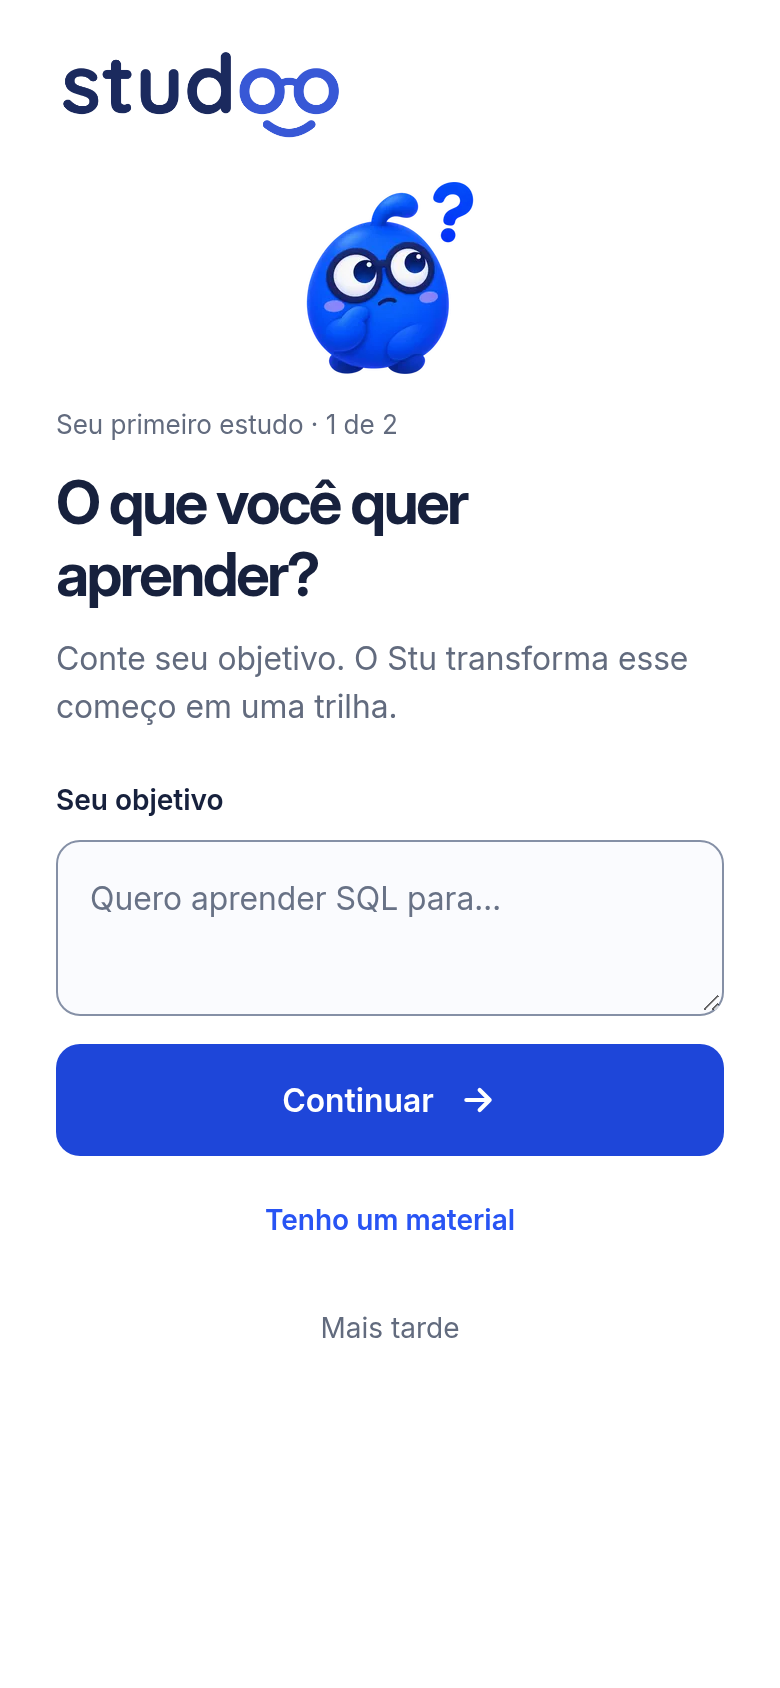 studoo
?
Seu primeiro estudo · 1 de 2
O que você quer
aprender?
Conte seu objetivo. O Stu transforma esse
começo em uma trilha.
Seu objetivo
Quero aprender SQL para...
Continuar →
Tenho um material
Mais tarde